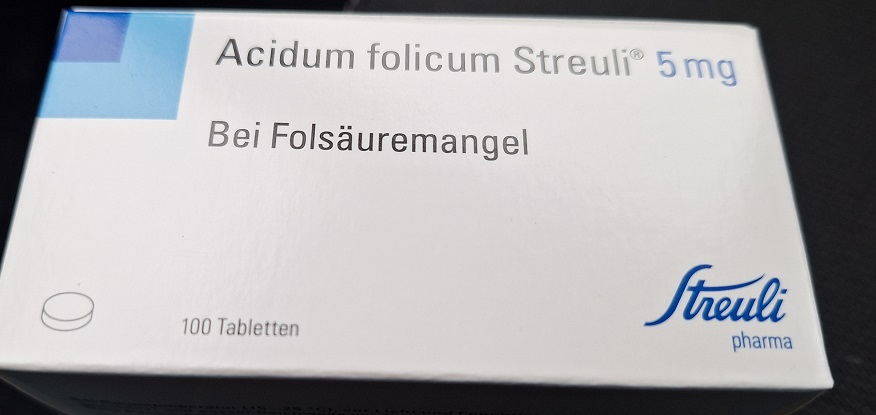 Acidum folicum Streuli® 5 mg
Bei Folsäuremangel
100 Tabletten
Streuli
pharma